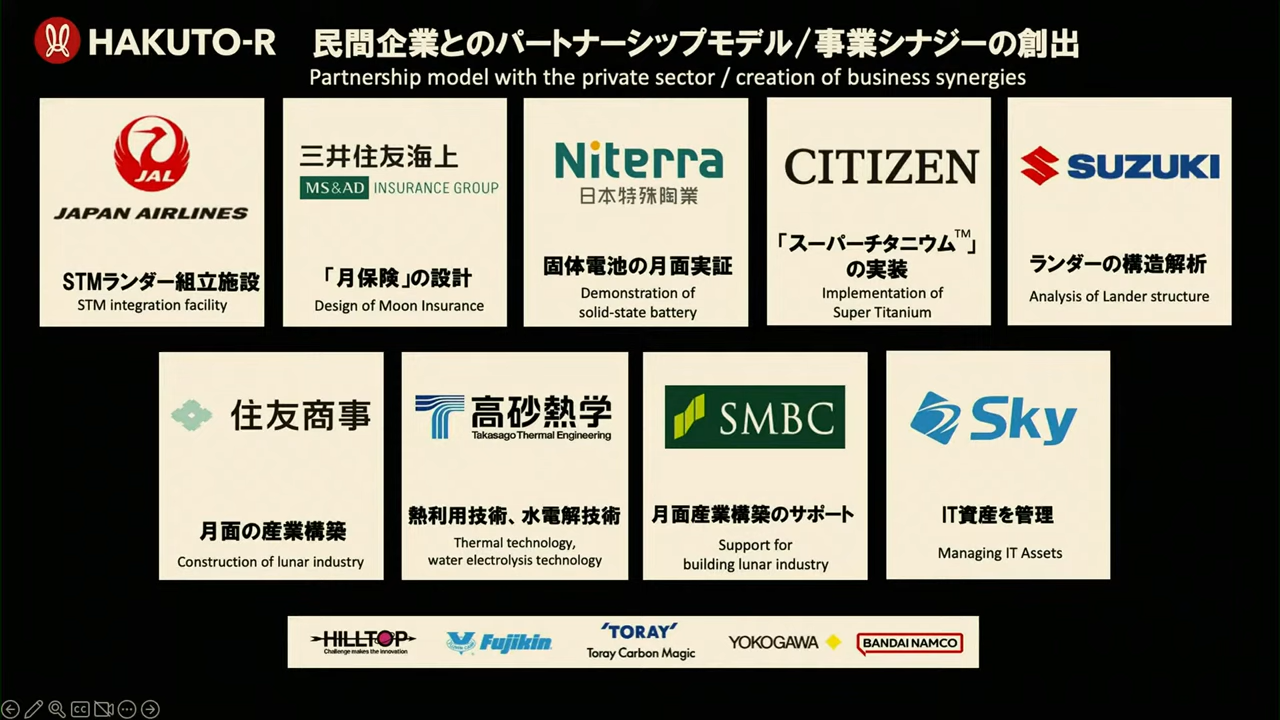 HAKUTO-R 民間企業とのパートナーシップモデル/事業シナジーの創出
Partnership model with the private sector / creation of business synergies
JAL
JAPAN AIRLINES
STMランダー組立施設
STM integration facility
三井住友海上
MS&AD INSURANCE GROUP
「月保険」の設計
Design of Moon Insurance
Niterra
日本特殊陶業
固体電池の月面実証
Demonstration of
solid-state battery
CITIZEN
「スーパーチタニウム™」
の実装
Implementation of
Super Titanium
SUZUKI
ランダーの構造解析
Analysis of Lander structure
住友商事
月面の産業構築
Construction of lunar industry
高砂熱学
Takasago Thermal Engineering
熱利用技術、水電解技術
Thermal technology,
water electrolysis technology
SMBC
月面産業構築のサポート
Support for
building lunar industry
Sky
IT資産を管理
Managing IT Assets
HILLTOP
Challenge makes the innovation
Fujikin
'TORAY'
Toray Carbon Magic
YOKOGAWA
BANDAI NAMCO
CC